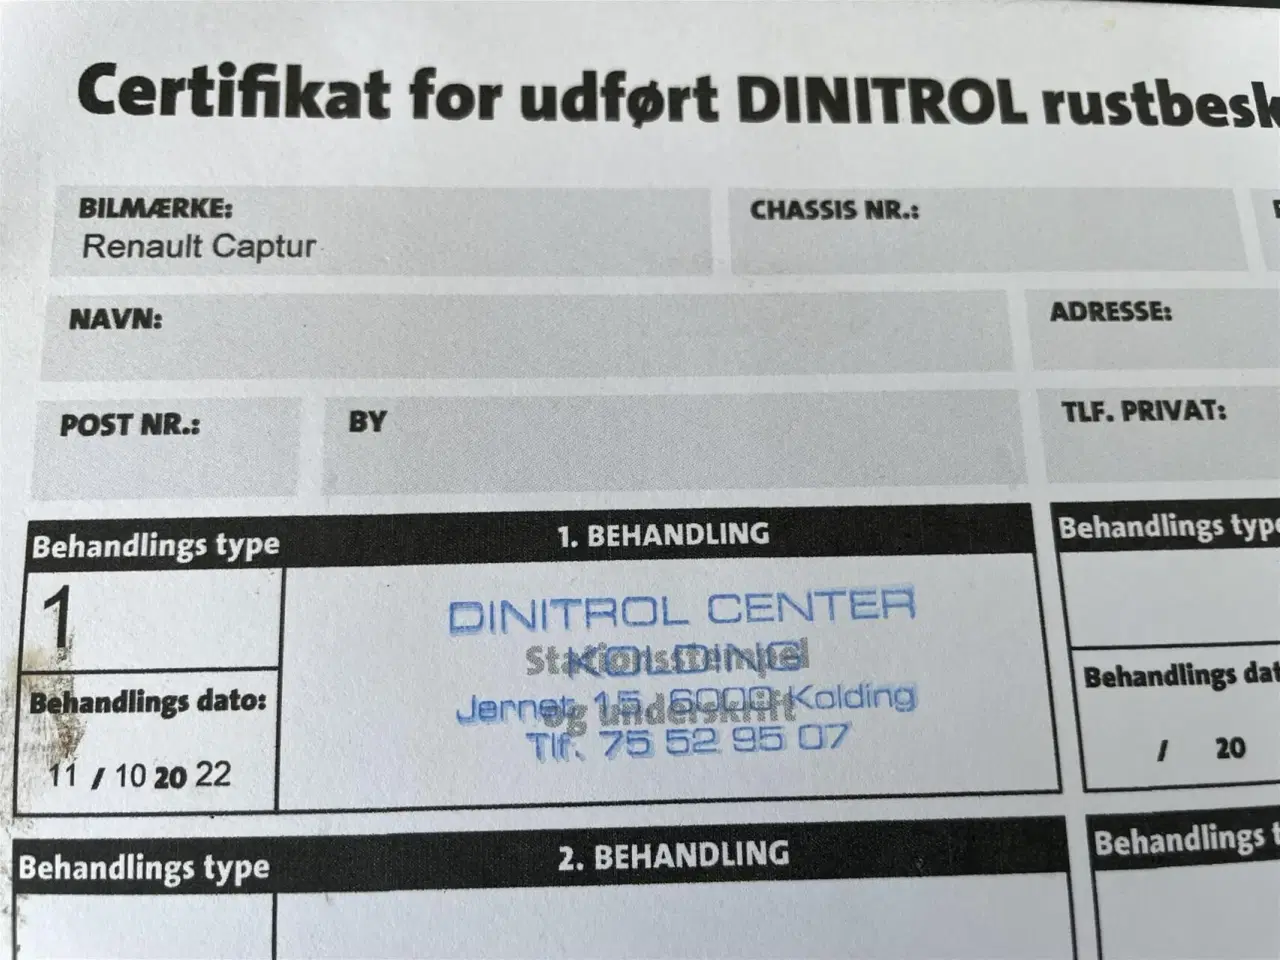 Certifikat for udført DINITROL rustbesk
BILMÆRKE:
Renault Captur
CHASSIS NR.:
NAVN:
ADRESSE:
POST NR.:
BY
TLF. PRIVAT:
Behandlings type
1. BEHANDLING
Behandlings type
1
DINITROL CENTER
KOLDING
Stationsstempel
Jernet 15, 6000 Kolding
og underskrift
Tlf. 75 52 95 07
Behandlings dato:
11 / 10 20 22
Behandlings dat
/ 20
Behandlings type
2. BEHANDLING
Behandlings t